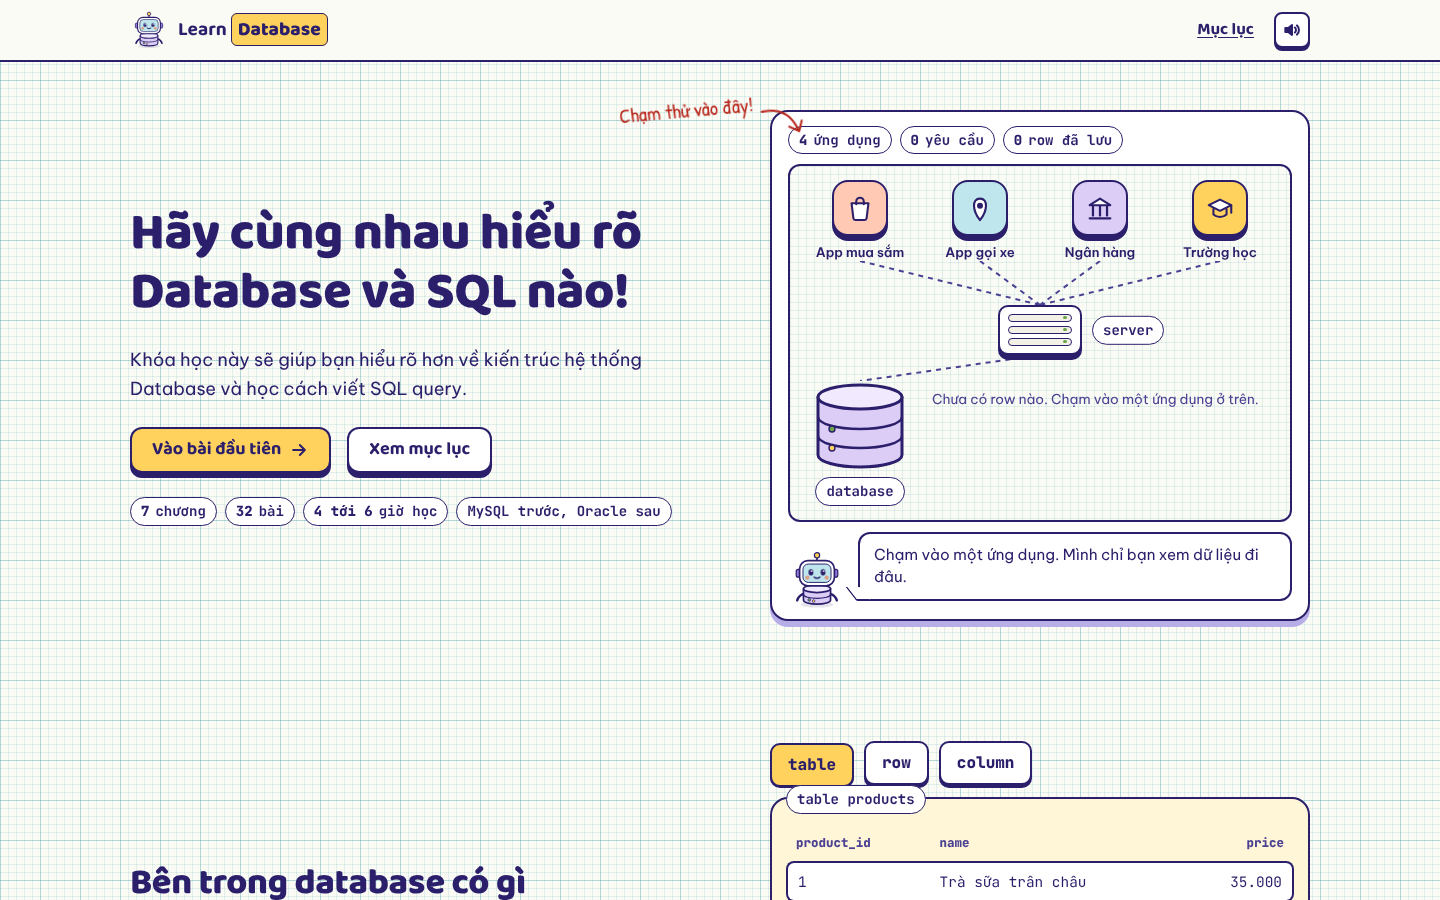 Learn Database
Mục lục
Chạm thử vào đây!
4 ứng dụng
0 yêu cầu
0 row đã lưu
App mua sắm
App gọi xe
Ngân hàng
Trường học
server
Chưa có row nào. Chạm vào một ứng dụng ở trên.
database
Chạm vào một ứng dụng. Mình chỉ bạn xem dữ liệu đi
đâu.
Hãy cùng nhau hiểu rõ
Database và SQL nào!
Khóa học này sẽ giúp bạn hiểu rõ hơn về kiến trúc hệ thống
Database và học cách viết SQL query.
Vào bài đầu tiên →
Xem mục lục
7 chương
32 bài
4 tới 6 giờ học
MySQL trước, Oracle sau
table
row
column
table products
product_id name price
1 Trà sữa trân châu 35.000
Bên trong database có gì